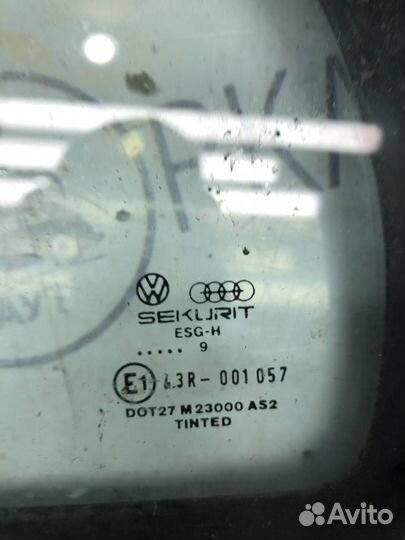 SEKURIT
ESG-H
..... 9
E1 43R-001057
DOT27 M23000 AS2
TINTED
Avito